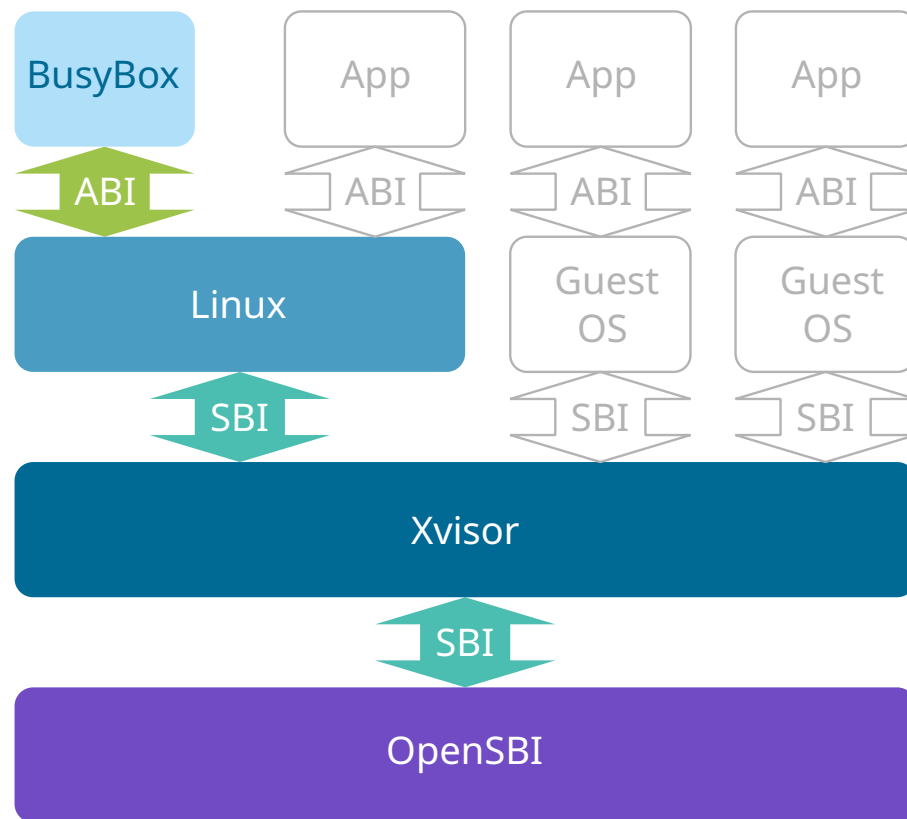 BusyBox
App
App
App
ABI
ABI
ABI
ABI
Linux
Guest
OS
Guest
OS
SBI
SBI
SBI
Xvisor
SBI
OpenSBI